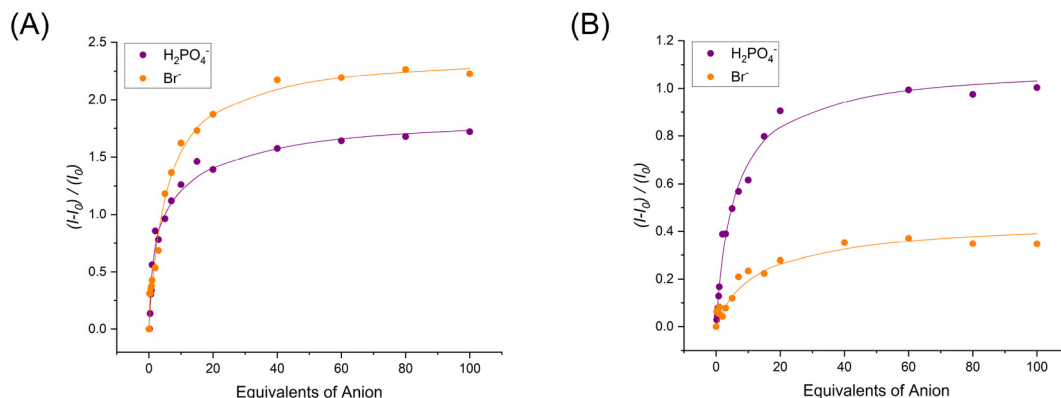 (A)
2.5
2.0
1.5
1.0
0.5
0.0
H₂PO₄⁻
Br⁻
(I-I₀) / (I₀)
0 20 40 60 80 100
Equivalents of Anion
(B)
1.2
1.0
0.8
0.6
0.4
0.2
0.0
H₂PO₄⁻
Br⁻
(I-I₀) / (I₀)
0 20 40 60 80 100
Equivalents of Anion